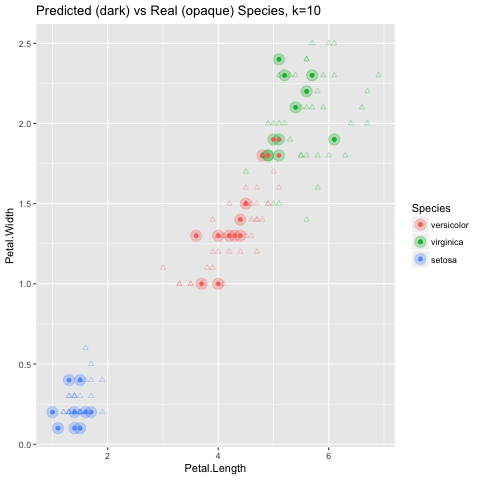 Predicted (dark) vs Real (opaque) Species, k=10
2.5
2.0
1.5
1.0
0.5
0.0
Petal.Width
2
4
6
Petal.Length
Species
versicolor
virginica
setosa